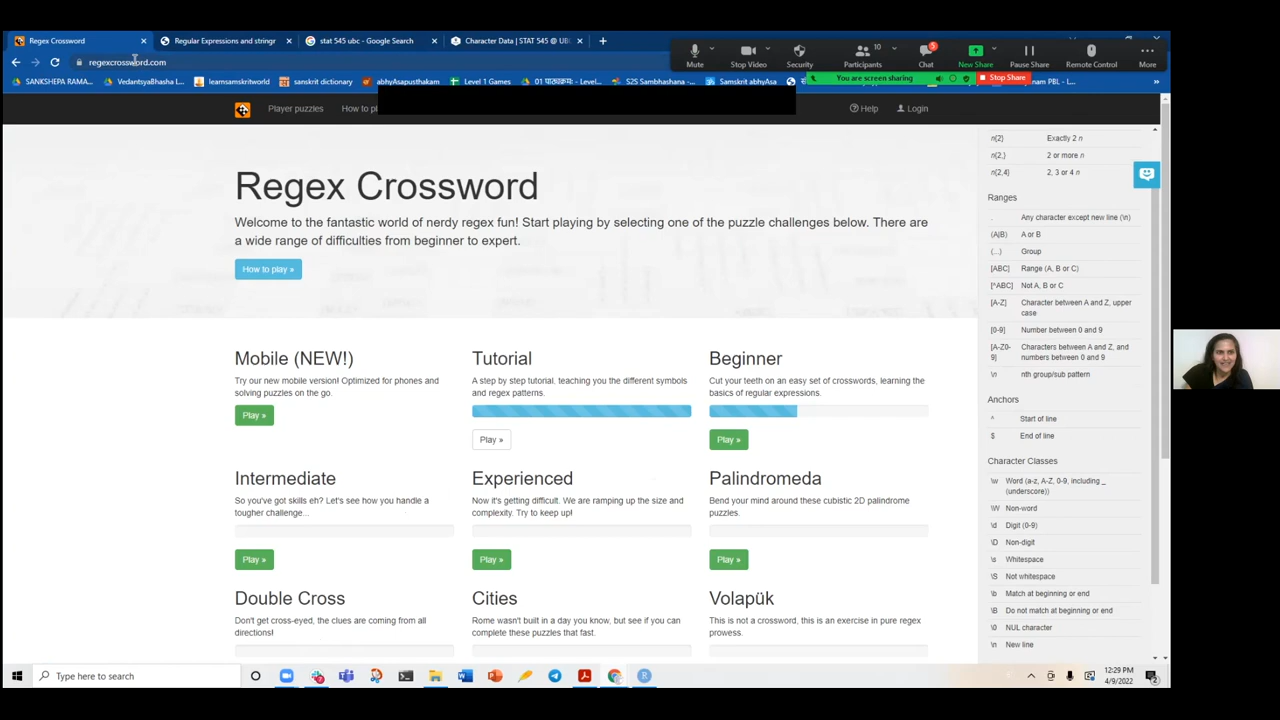 Regex Crossword
Regular Expressions and stringr
stat 545 ubc - Google Search
Character Data | STAT 545 @ UB
regexcrossword.com
Mute
Stop Video
Security
10
Participants
5
Chat
New Share
Pause Share
Remote Control
More
You are screen sharing
Stop Share
SANKSHEPA RAMA...
VedantsyaBhasha L...
learnsamskritworld
sanskrit dictionary
abhyAsapusthakam
Level 1 Games
01 पाठ्यक्रमः - Level...
S2S Sambhashana - ...
Samskrit abhyAsa
nam PBL - L...
Player puzzles
How to pl
Help
Login
Regex Crossword
Welcome to the fantastic world of nerdy regex fun! Start playing by selecting one of the puzzle challenges below. There are
a wide range of difficulties from beginner to expert.
How to play »
Mobile (NEW!)
Try our new mobile version! Optimized for phones and
solving puzzles on the go.
Play »
Tutorial
A step by step tutorial, teaching you the different symbols
and regex patterns.
Play »
Beginner
Cut your teeth on an easy set of crosswords, learning the
basics of regular expressions.
Play »
Intermediate
So you've got skills eh? Let's see how you handle a
tougher challenge...
Play »
Experienced
Now it's getting difficult. We are ramping up the size and
complexity. Try to keep up!
Play »
Palindromeda
Bend your mind around these cubistic 2D palindrome
puzzles.
Play »
Double Cross
Don't get cross-eyed, the clues are coming from all
directions!
Cities
Rome wasn't built in a day you know, but see if you can
complete these puzzles that fast.
Volapük
This is not a crossword, this is an exercise in pure regex
prowess.
n{2} Exactly 2 n
n{2,} 2 or more n
n{2,4} 2, 3 or 4 n
Ranges
. Any character except new line (\n)
(A|B) A or B
(...) Group
[ABC] Range (A, B or C)
[^ABC] Not A, B or C
[A-Z] Character between A and Z, upper
case
[0-9] Number between 0 and 9
[A-Z0- Characters between A and Z, and
9] numbers between 0 and 9
\n nth group/sub pattern
Anchors
^ Start of line
$ End of line
Character Classes
\w Word (a-z, A-Z, 0-9, including _
(underscore))
\W Non-word
\d Digit (0-9)
\D Non-digit
\s Whitespace
\S Not whitespace
\b Match at beginning or end
\B Do not match at beginning or end
\0 NUL character
\n New line
Type here to search
12:29 PM
4/9/2022
2